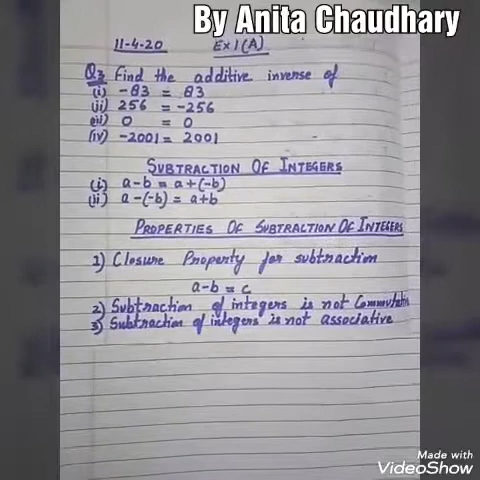 By Anita Chaudhary
11-4-20 Ex 1(A)
Q3 Find the additive inverse of
(i) -83 = 83
(ii) 256 = -256
(iii) 0 = 0
(iv) -2001 = 2001
SUBTRACTION OF INTEGERS
(i) a-b = a+(-b)
(ii) a-(-b) = a+b
PROPERTIES OF SUBTRACTION OF INTEGERS
1) Closure Property for subtraction
a-b = c
2) Subtraction of integers is not Commutative
3) Subtraction of integers is not associative
Made with
VideoShow